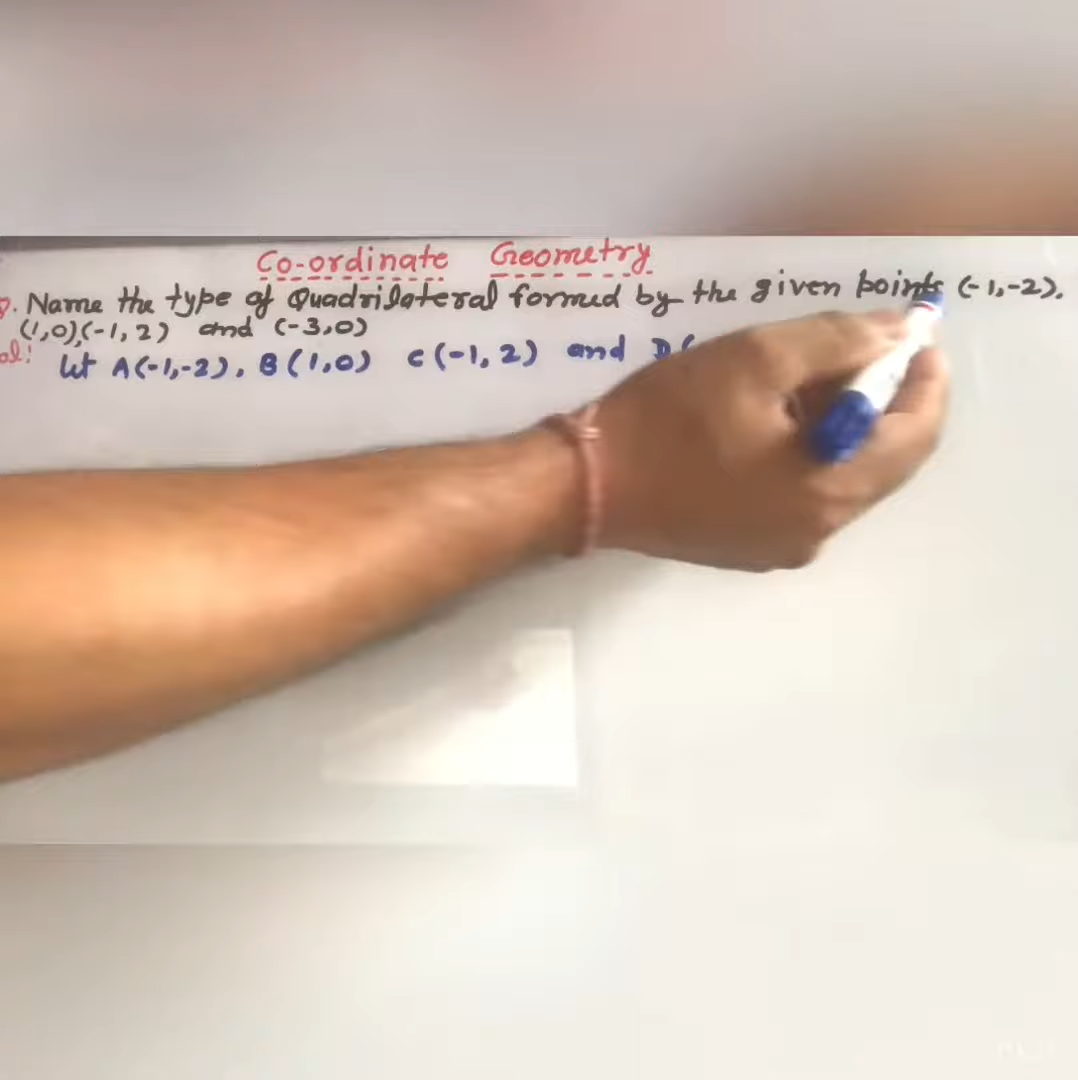 Co-ordinate Geometry
Name the type of Quadrilateral formed by the given points (-1,-2),
(1,0),(-1,2) and (-3,0)
let A(-1,-2), B(1,0) C(-1,2) and D(